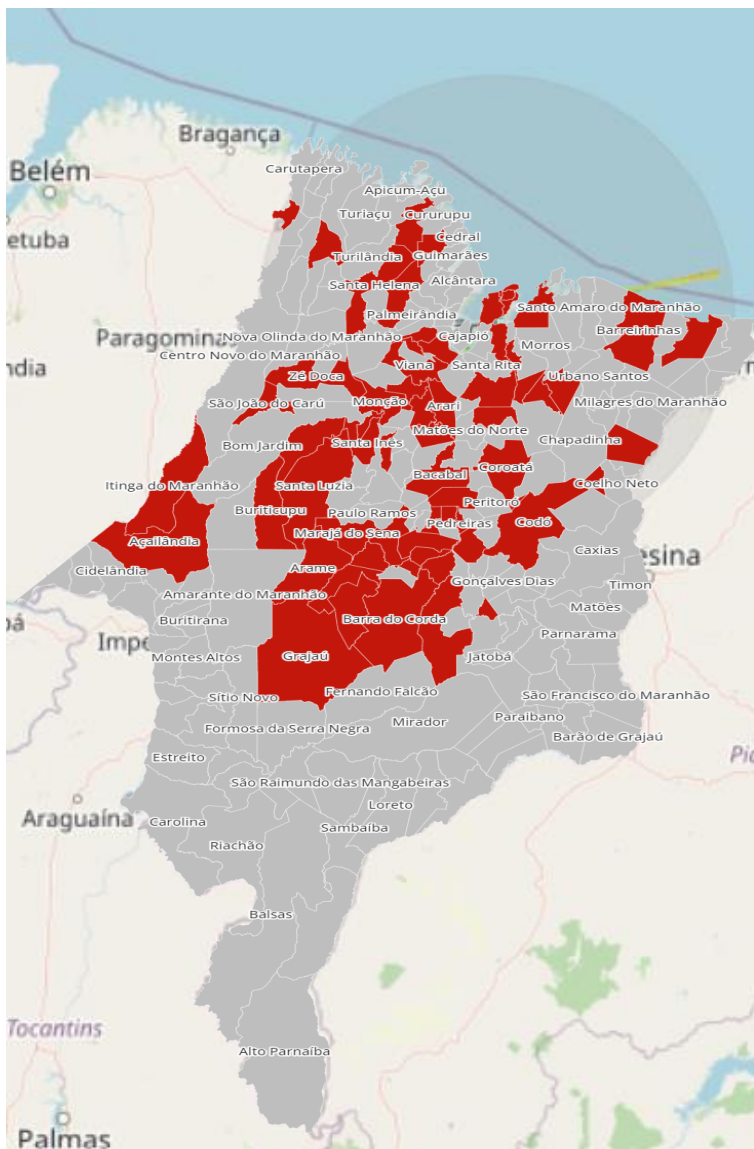 Bragança
Carutapera
Belém
Apicum-Açu
Turiaçu
Cururupu
etuba
Cedral
Turilândia
Guimarães
Santa Helena
Alcântara
Santo Amaro do Maranhão
Palmeirândia
Paragominas
Nova Olinda do Maranhão
Cajapió
Barreirinhas
Morros
Centro Novo do Maranhão
Viana
Santa Rita
ndia
Zé Doca
Urbano Santos
São João do Carú
Monção
Arari
Milagres do Maranhão
Matões do Norte
Bom Jardim
Santa Inês
Chapadinha
Coroatá
Bacabal
Itinga do Maranhão
Santa Luzia
Coelho Neto
Peritoró
Buriticupu
Paulo Ramos
Pedreiras
Codó
Marajá do Sena
Açailândia
Caxias
esina
Cidelândia
Arame
Gonçalves Dias
Timon
Amarante do Maranhão
Matões
Buritirana
Barra do Corda
Impe
Parnarama
Montes Altos
Grajaú
Jatobá
Sítio Novo
Fernando Falcão
São Francisco do Maranhão
Paraibano
Formosa da Serra Negra
Mirador
Barão de Grajaú
Estreito
São Raimundo das Mangabeiras
Loreto
Araguaína
Carolina
Sambaíba
Riachão
Balsas
Tocantins
Alto Parnaíba
Palmas